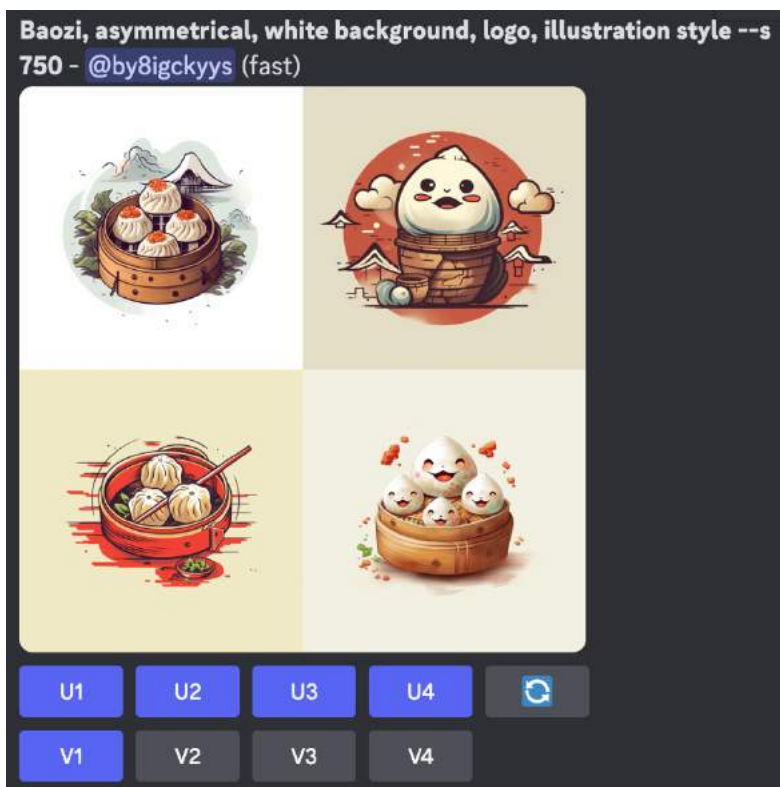 Baozi, asymmetrical, white background, logo, illustration style --s
750 - @by8igckyys (fast)
U1 U2 U3 U4
V1 V2 V3 V4